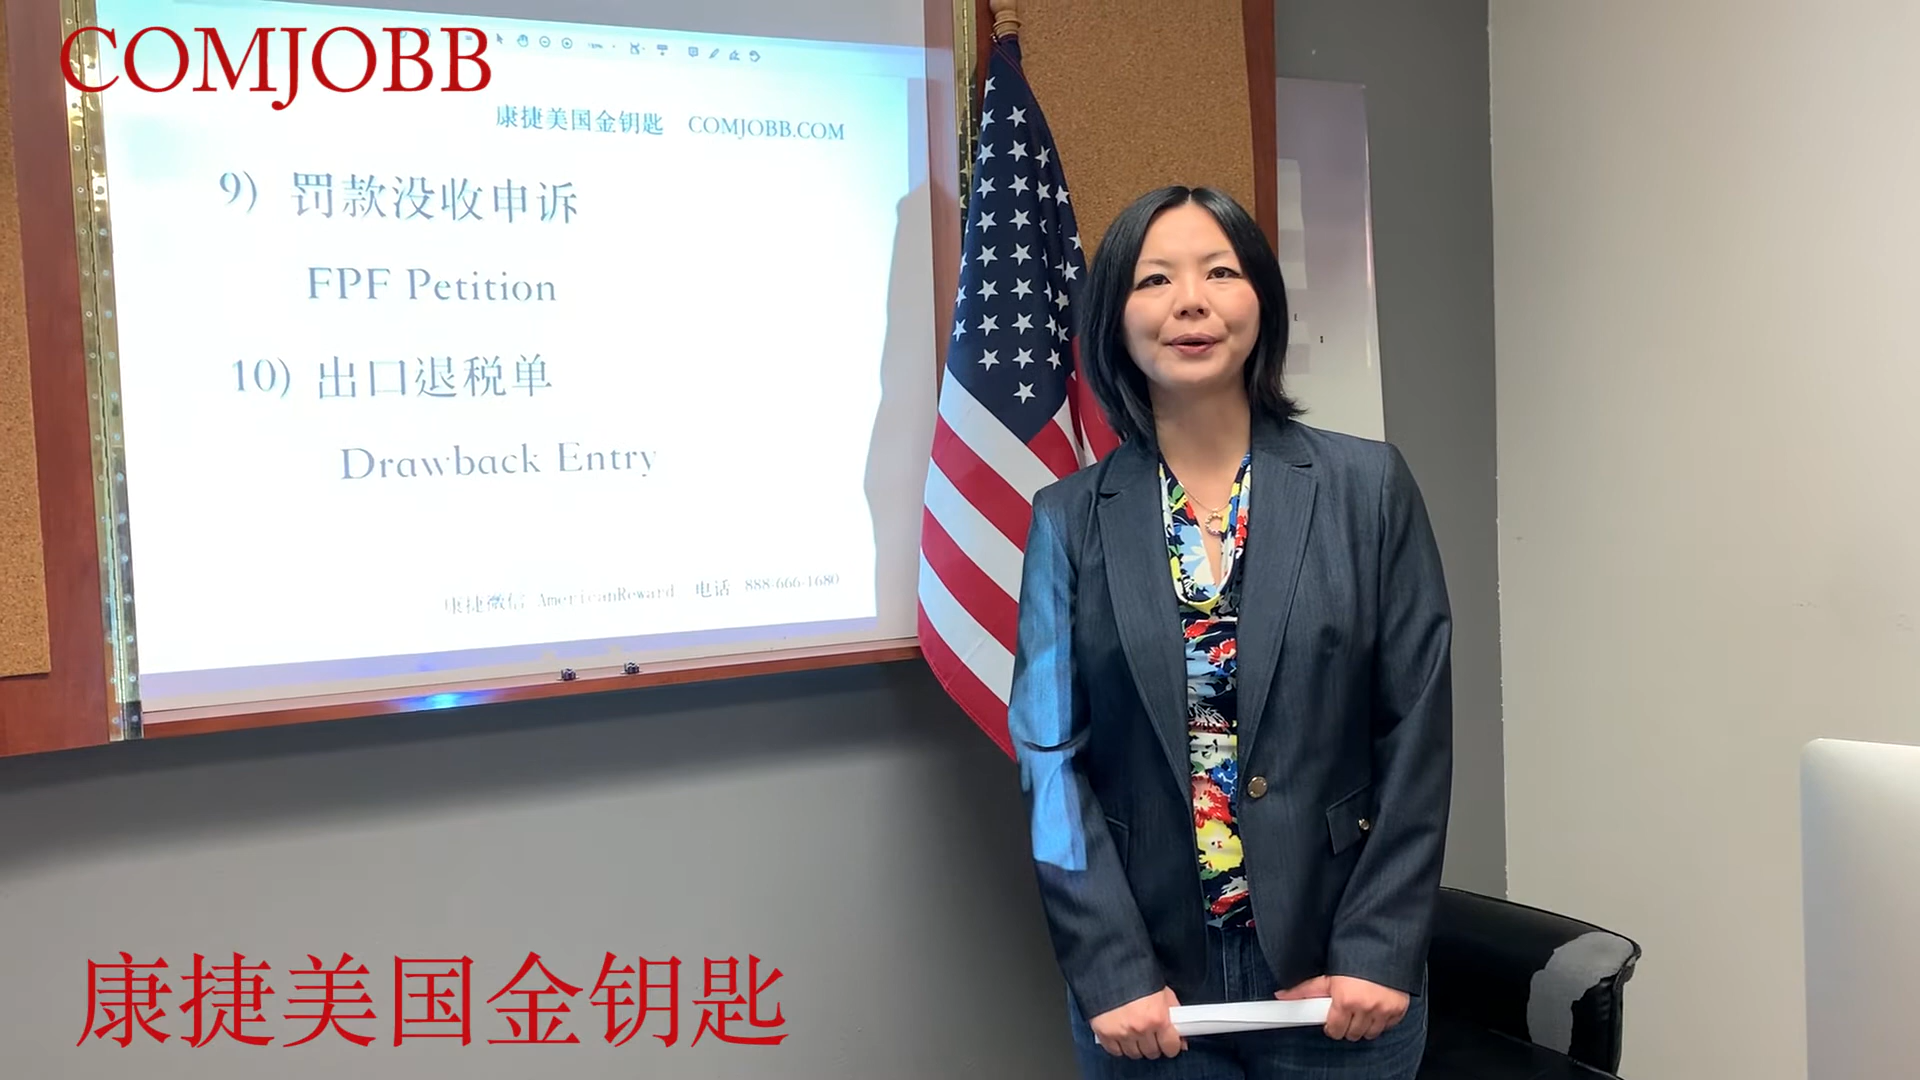 COMJOBB
康捷美国金钥匙 COMJOBB.COM
9) 罚款没收申诉
FPF Petition
10) 出口退税单
Drawback Entry
康捷微信 AmericanReward 电话 888-666-1680
康捷美国金钥匙